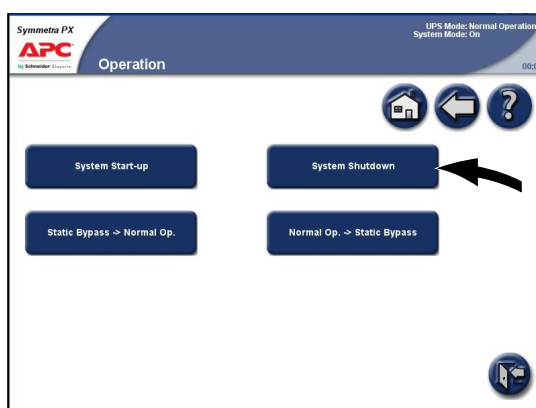 Symmetra PX
APC
by Schneider Electric
Operation
UPS Mode: Normal Operation
System Mode: On
System Start-up
System Shutdown
Static Bypass -> Normal Op.
Normal Op. -> Static Bypass
?